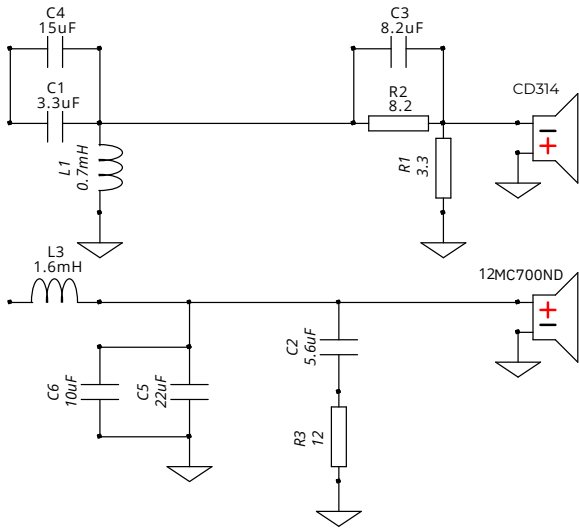 C4
15uF
C3
8.2uF
C1
3.3uF
R2
8.2
CD314
−
+
L1
0.7mH
R1
3.3
L3
1.6mH
12MC700ND
+
−
C2
5.6uF
C6
10uF
C5
22uF
R3
12